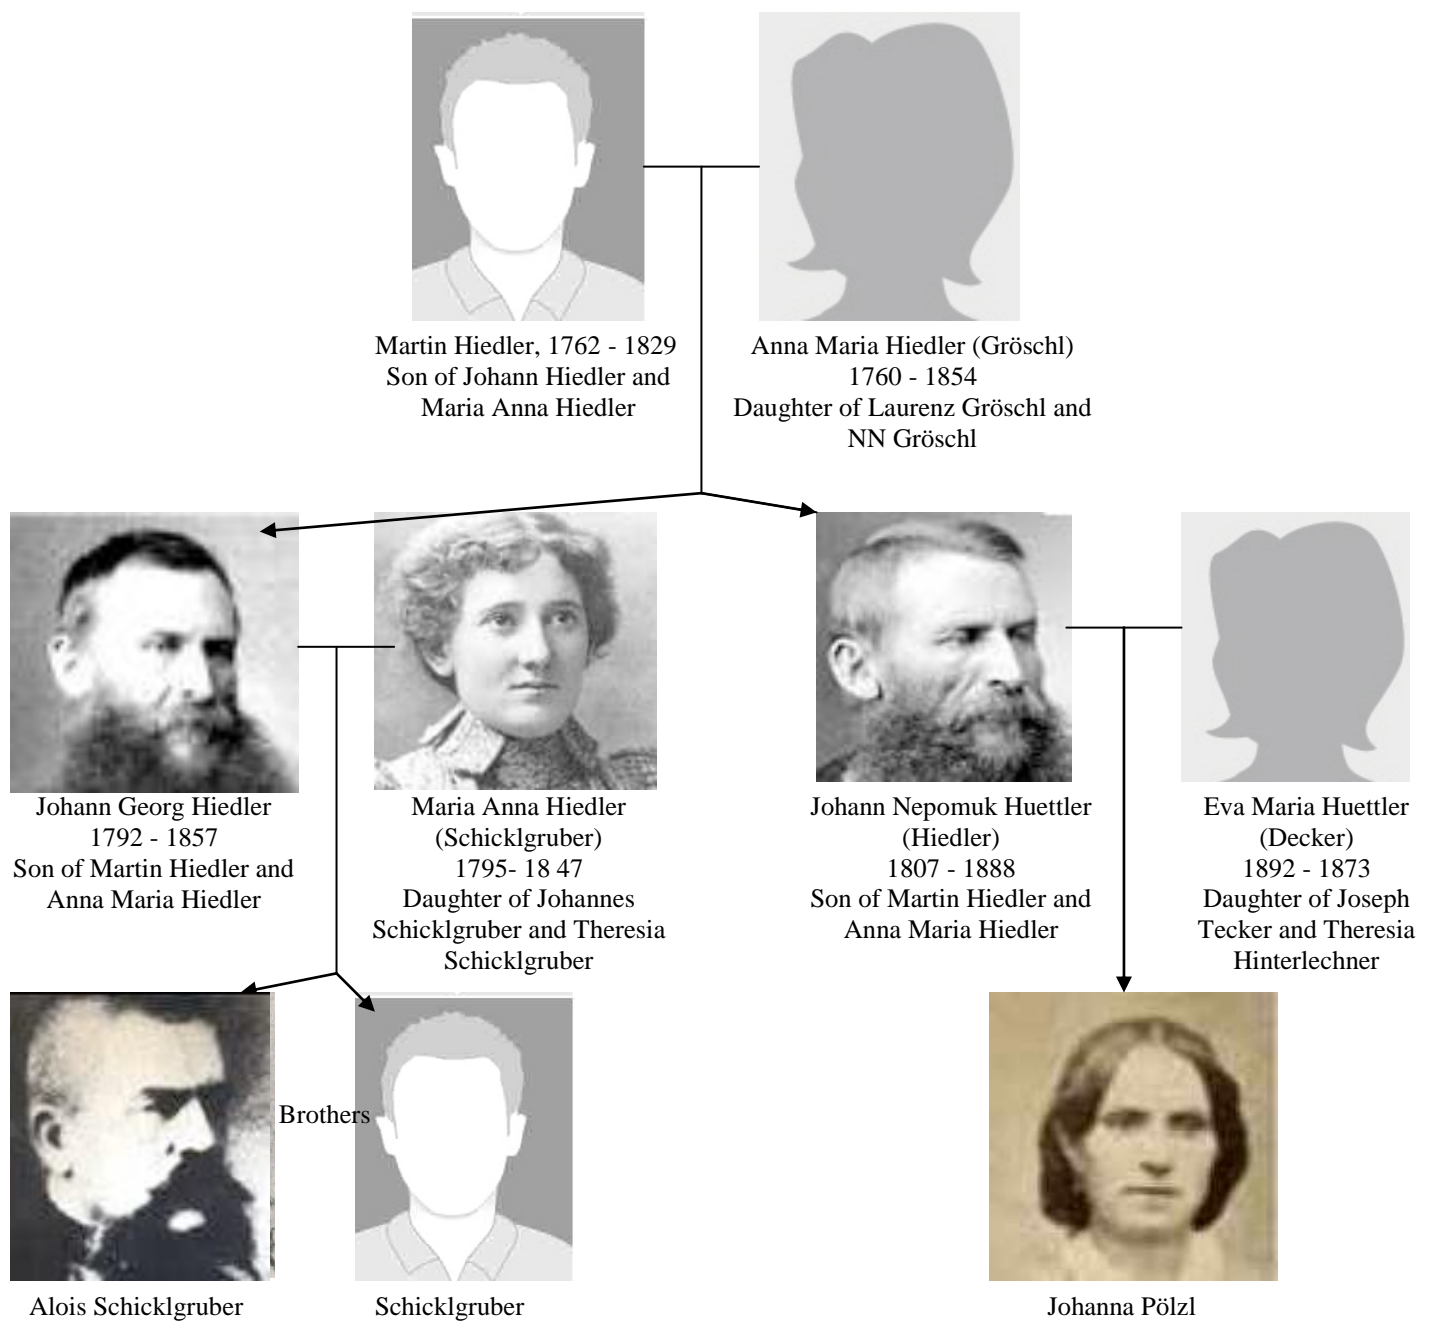 Martin Hiedler, 1762 - 1829
Son of Johann Hiedler and
Maria Anna Hiedler
Anna Maria Hiedler (Gröschl)
1760 - 1854
Daughter of Laurenz Gröschl and
NN Gröschl
Johann Georg Hiedler
1792 - 1857
Son of Martin Hiedler and
Anna Maria Hiedler
Maria Anna Hiedler
(Schicklgruber)
1795- 18 47
Daughter of Johannes
Schicklgruber and Theresia
Schicklgruber
Johann Nepomuk Huettler
(Hiedler)
1807 - 1888
Son of Martin Hiedler and
Anna Maria Hiedler
Eva Maria Huettler
(Decker)
1892 - 1873
Daughter of Joseph
Tecker and Theresia
Hinterlechner
Brothers
Alois Schicklgruber
Schicklgruber
Johanna Pölzl